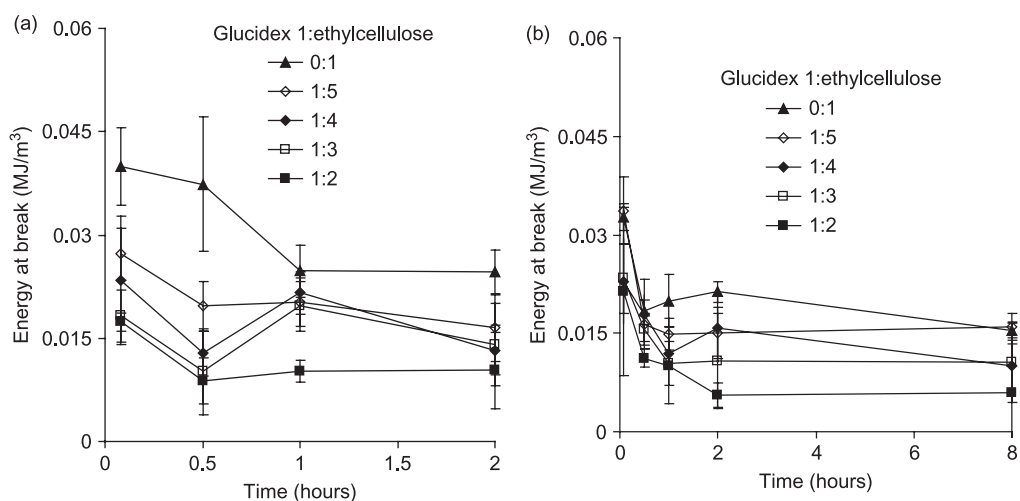 (a)
Glucidex 1:ethylcellulose
0:1
1:5
1:4
1:3
1:2
0.06
0.045
0.03
0.015
0
Energy at break (MJ/m³)
0 0.5 1 1.5 2
Time (hours)
(b)
Glucidex 1:ethylcellulose
0:1
1:5
1:4
1:3
1:2
0.06
0.045
0.03
0.015
0
Energy at break (MJ/m³)
0 2 4 6 8
Time (hours)